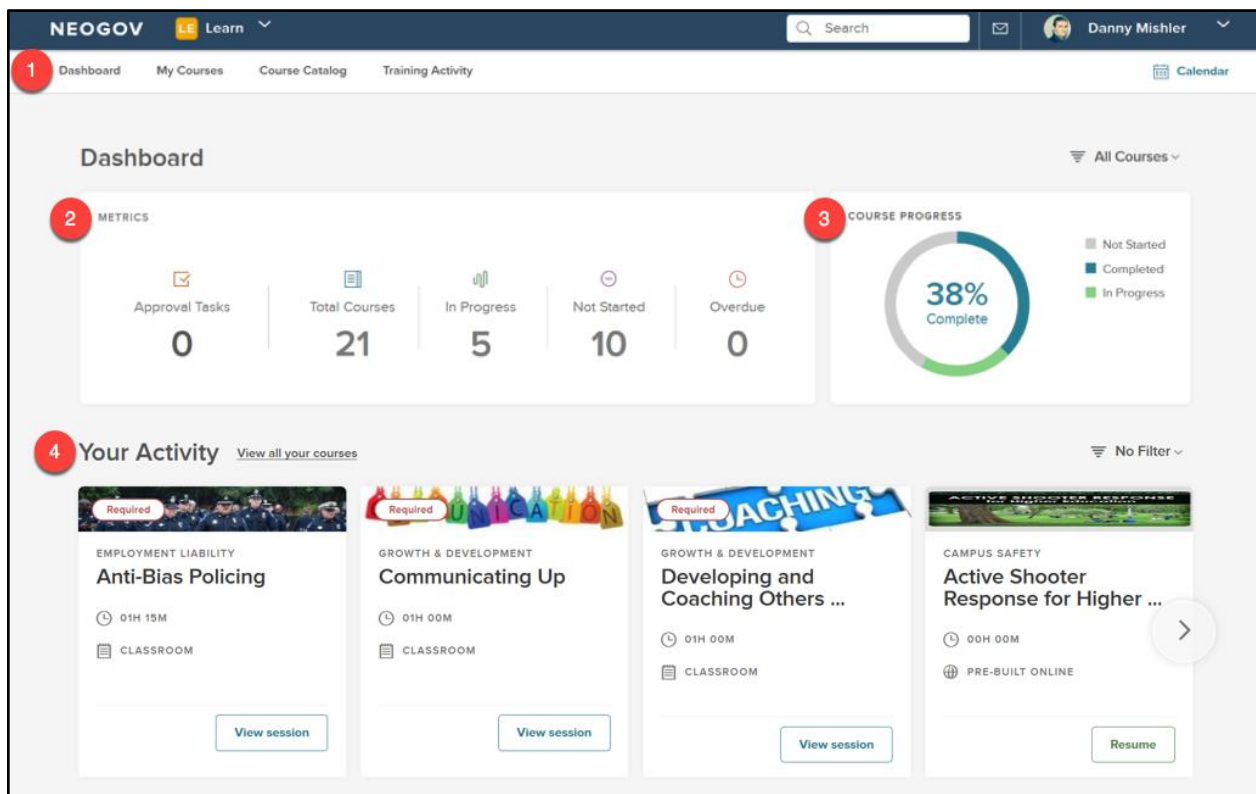 NEOGOV LE Learn Search Danny Mishler
1 Dashboard My Courses Course Catalog Training Activity Calendar
Dashboard All Courses
2 METRICS
Approval Tasks Total Courses In Progress Not Started Overdue
0 21 5 10 0
3 COURSE PROGRESS
38%
Complete
Not Started
Completed
In Progress
4 Your Activity View all your courses No Filter
Required
EMPLOYMENT LIABILITY
Anti-Bias Policing
01H 15M
CLASSROOM
View session
Required
UNICATION
GROWTH & DEVELOPMENT
Communicating Up
01H 00M
CLASSROOM
View session
Required
COACHING
GROWTH & DEVELOPMENT
Developing and
Coaching Others ...
01H 00M
CLASSROOM
View session
ACTIVE SHOOTER RESPONSE
for Higher Education
CAMPUS SAFETY
Active Shooter
Response for Higher ...
00H 00M
PRE-BUILT ONLINE
Resume